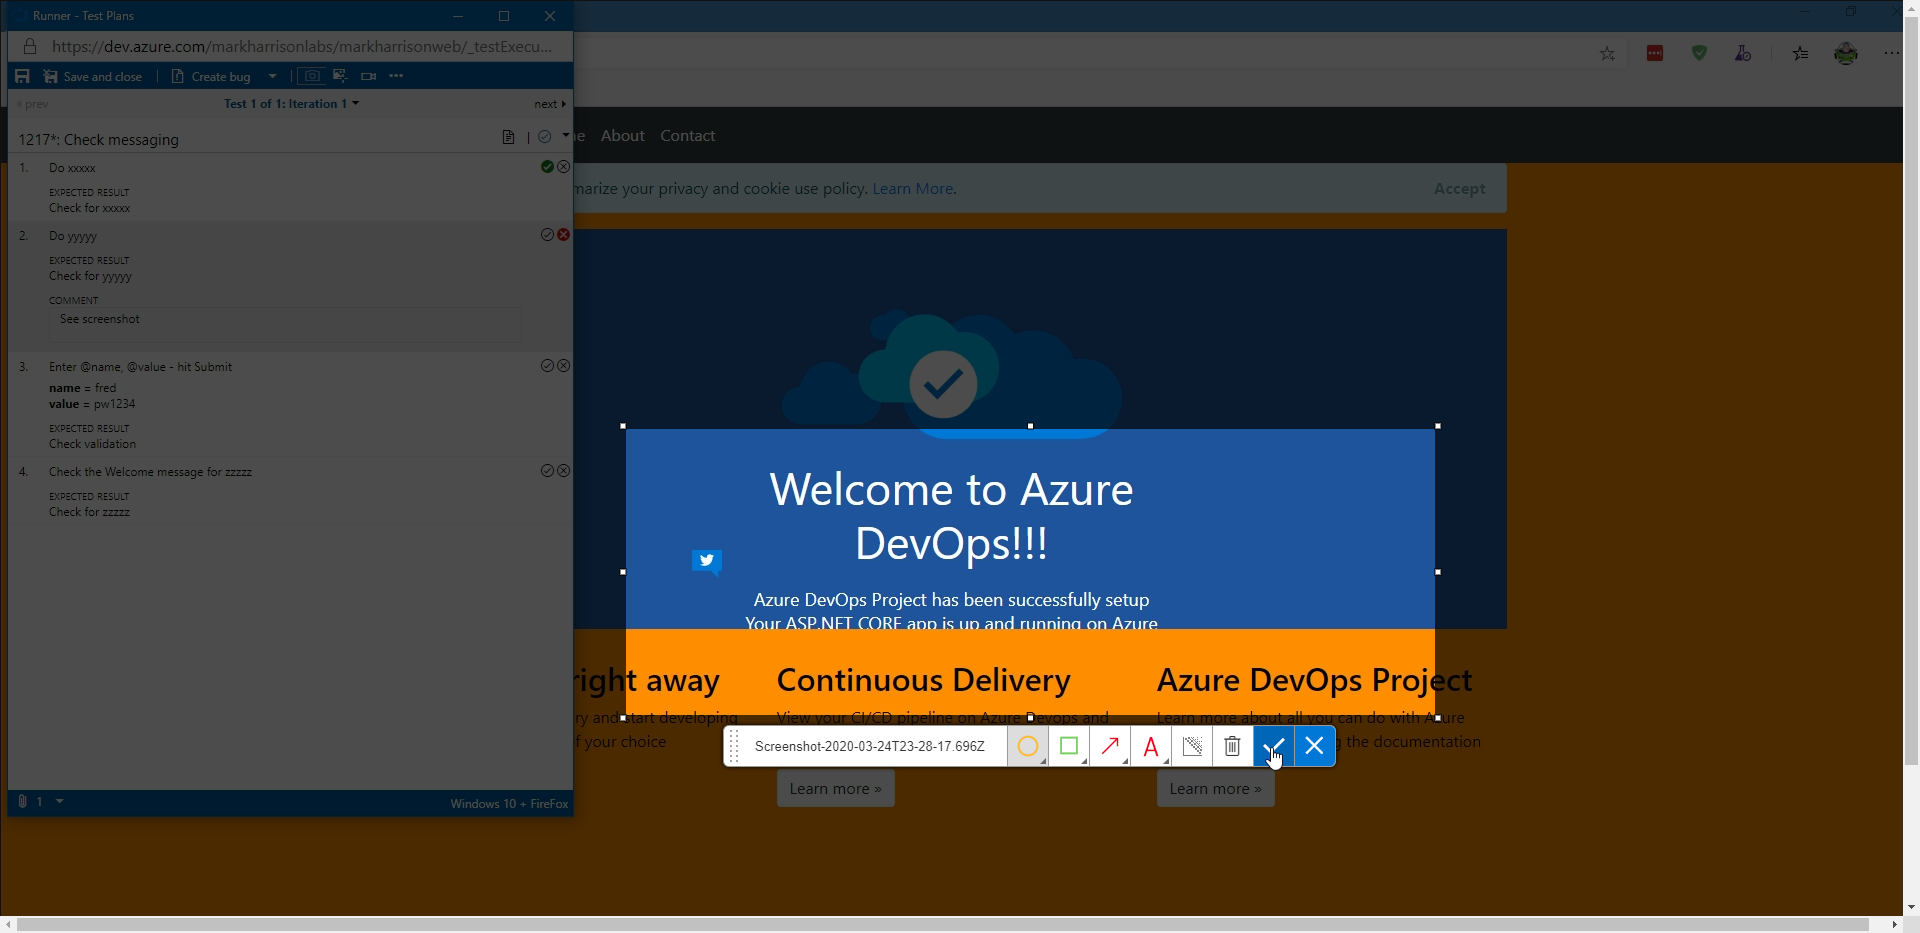 Runner - Test Plans
https://dev.azure.com/markharrisonlabs/markharrisonweb/_testExecu...
Save and close
Create bug
prev
Test 1 of 1: Iteration 1
next
1217*: Check messaging
1. Do xxxxx
EXPECTED RESULT
Check for xxxxx
2. Do yyyyy
EXPECTED RESULT
Check for yyyyy
COMMENT
See screenshot
3. Enter @name, @value - hit Submit
name = fred
value = pw1234
EXPECTED RESULT
Check validation
4. Check the Welcome message for zzzzz
EXPECTED RESULT
Check for zzzzz
1
Windows 10 + FireFox
About Contact
marize your privacy and cookie use policy. Learn More.
Accept
Welcome to Azure
DevOps!!!
Azure DevOps Project has been successfully setup
Your ASP.NET CORE app is up and running on Azure
right away
ry and start developing
f your choice
Continuous Delivery
View your CI/CD pipeline on Azure Devops and
Learn more »
Azure DevOps Project
Learn more about all you can do with Azure
g the documentation
Learn more »
Screenshot-2020-03-24T23-28-17.696Z
A